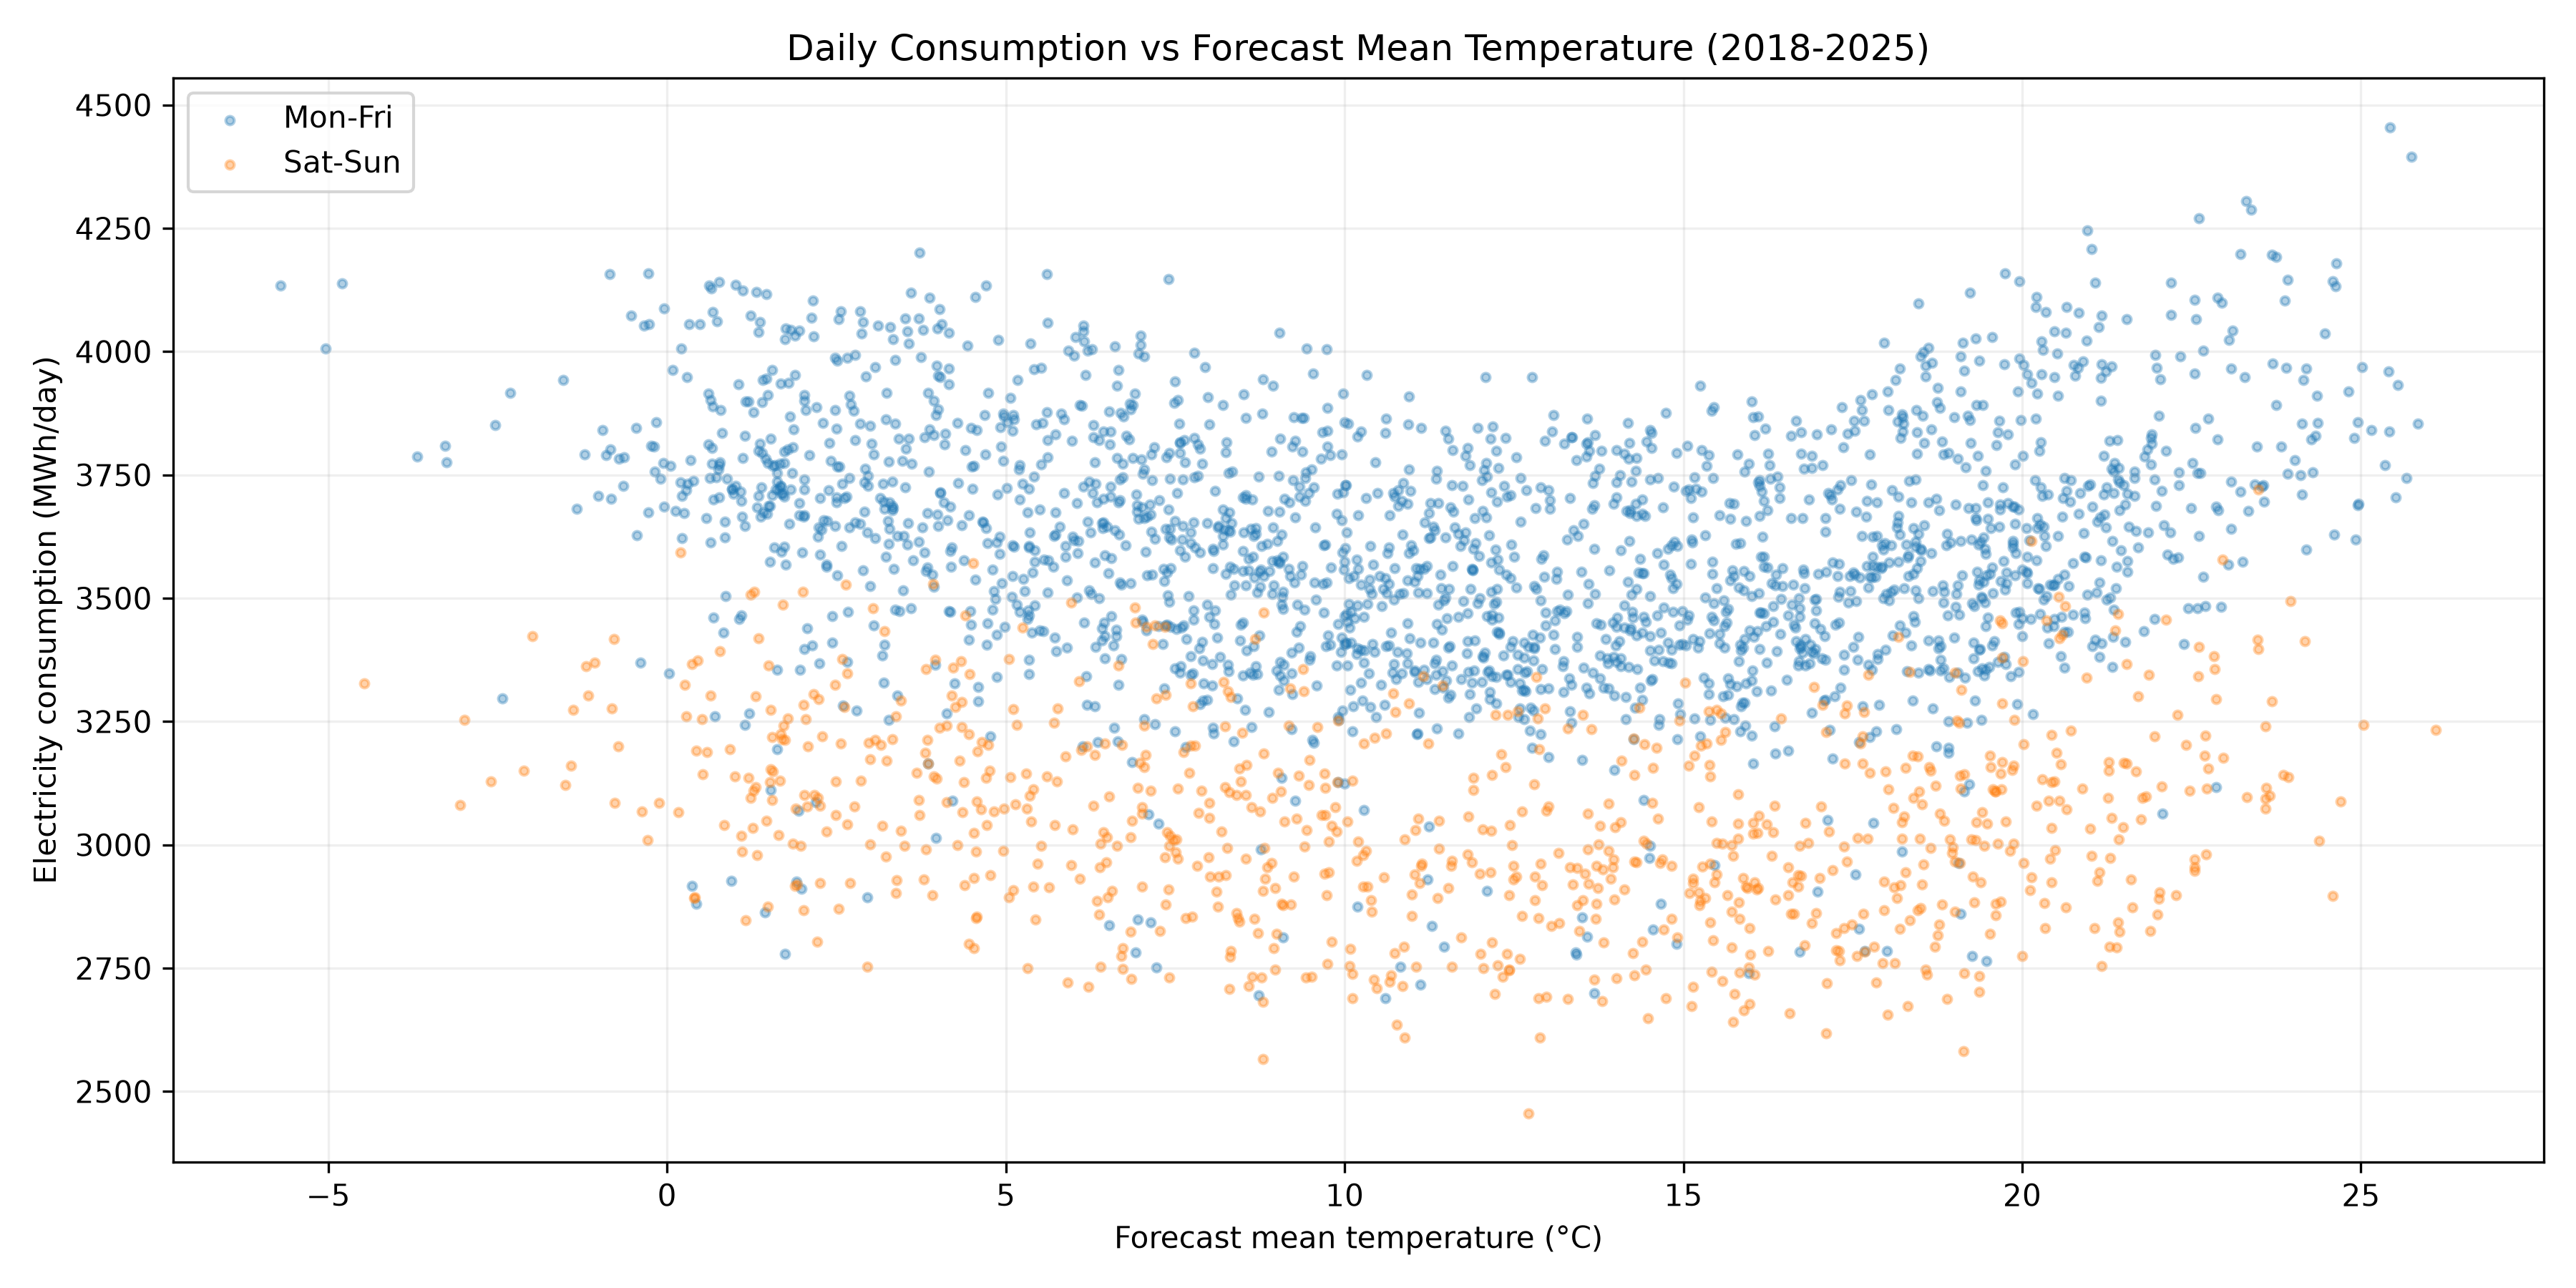 Daily Consumption vs Forecast Mean Temperature (2018-2025)
Mon-Fri
Sat-Sun
Electricity consumption (MWh/day)
4500
4250
4000
3750
3500
3250
3000
2750
2500
−5 0 5 10 15 20 25
Forecast mean temperature (°C)